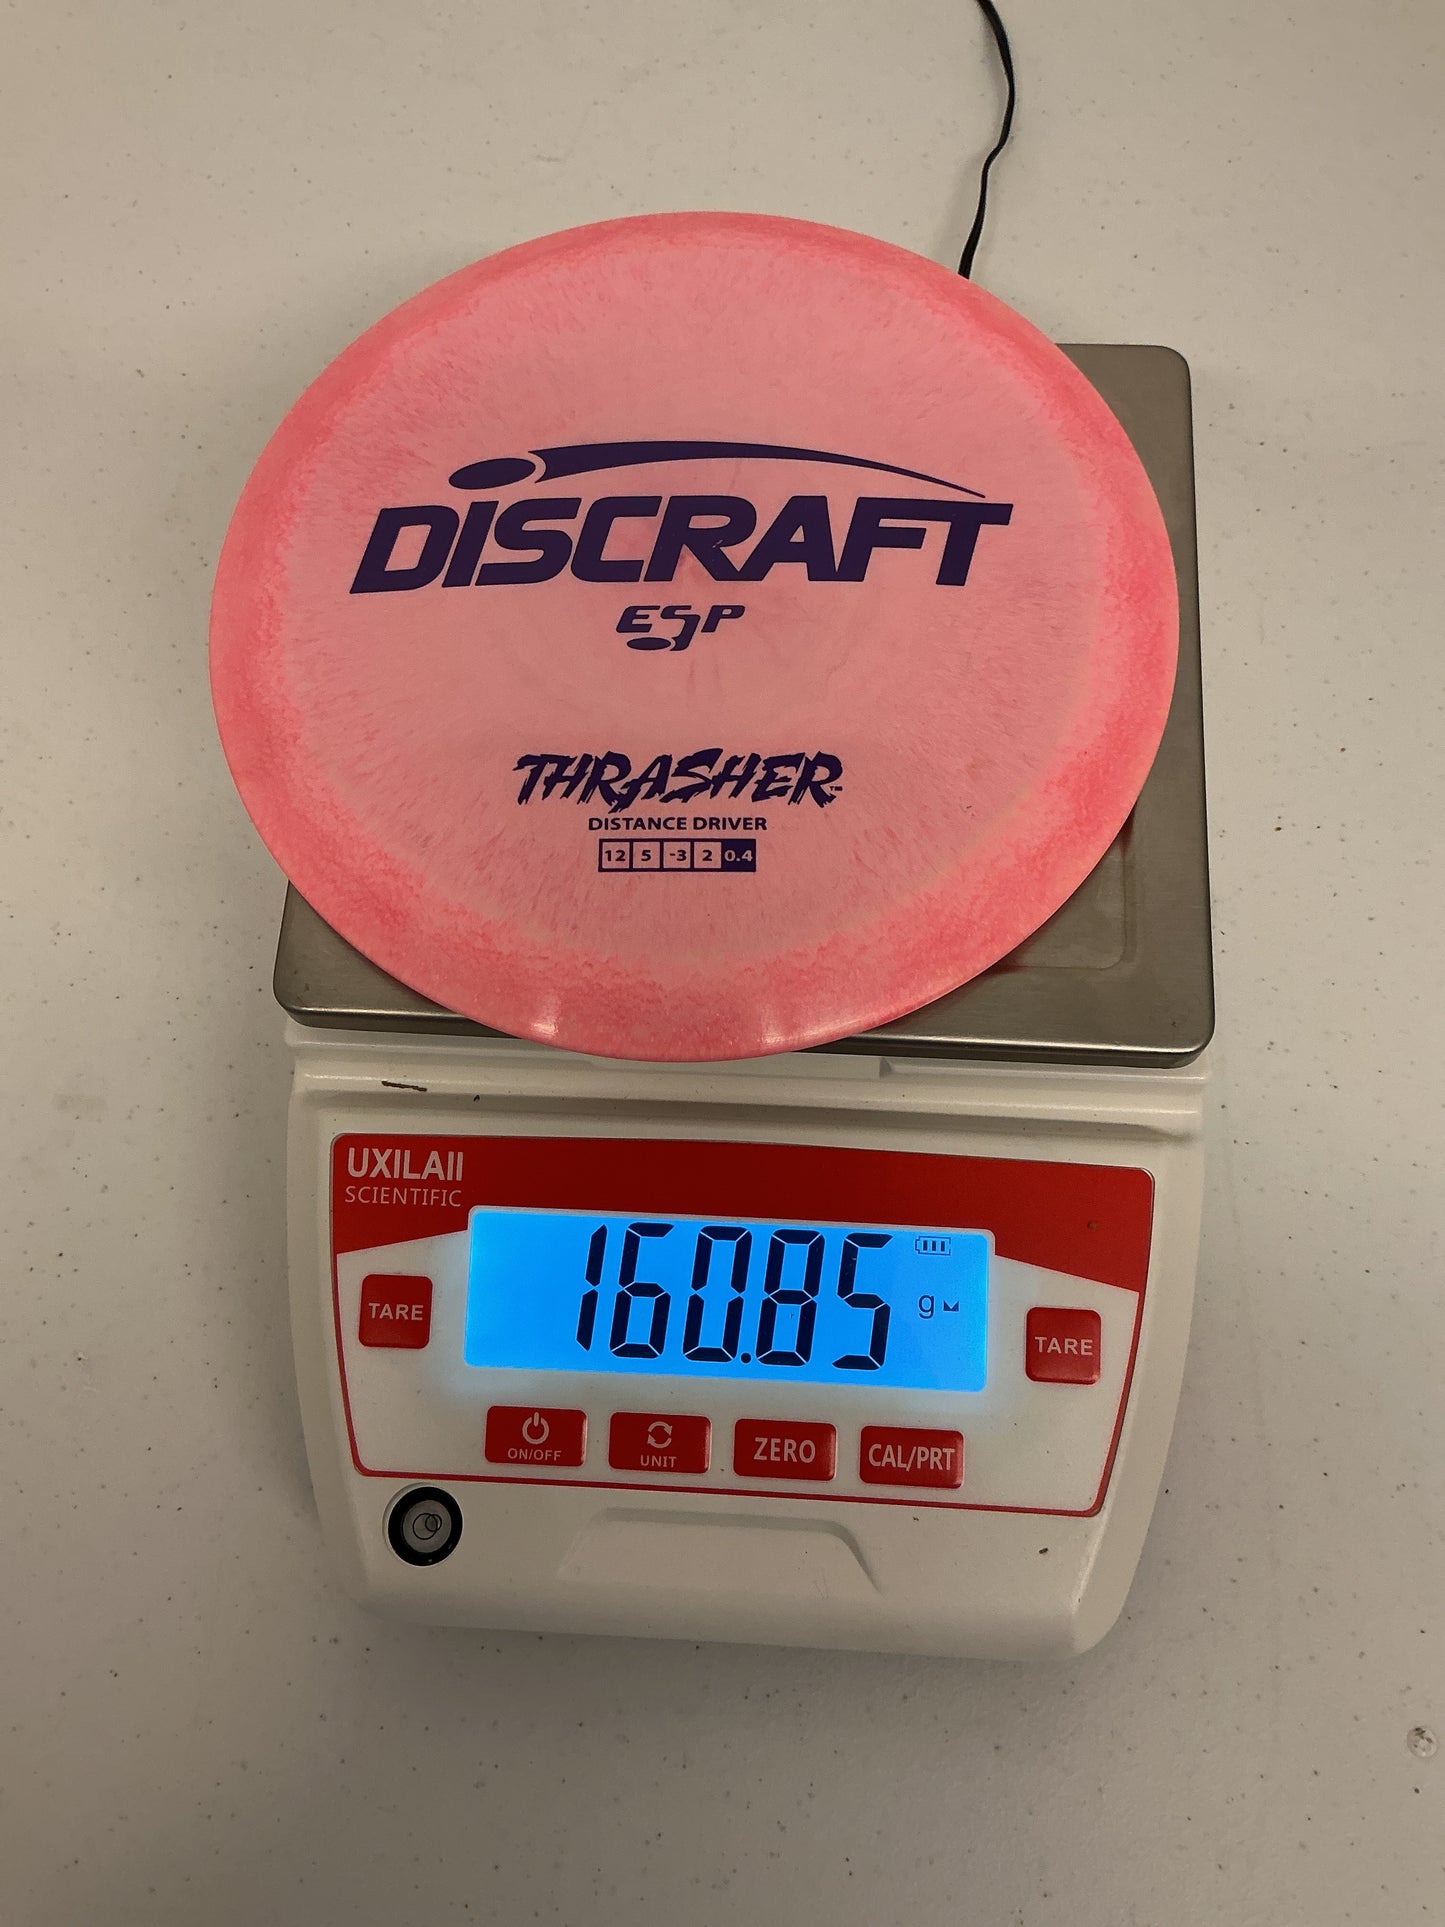 DISCRAFT
ESP
THRASHER™
DISTANCE DRIVER
12 5 -3 2 0.4
UXILAII
SCIENTIFIC
160.85 g
TARE
TARE
ON/OFF
UNIT
ZERO
CAL/PRT